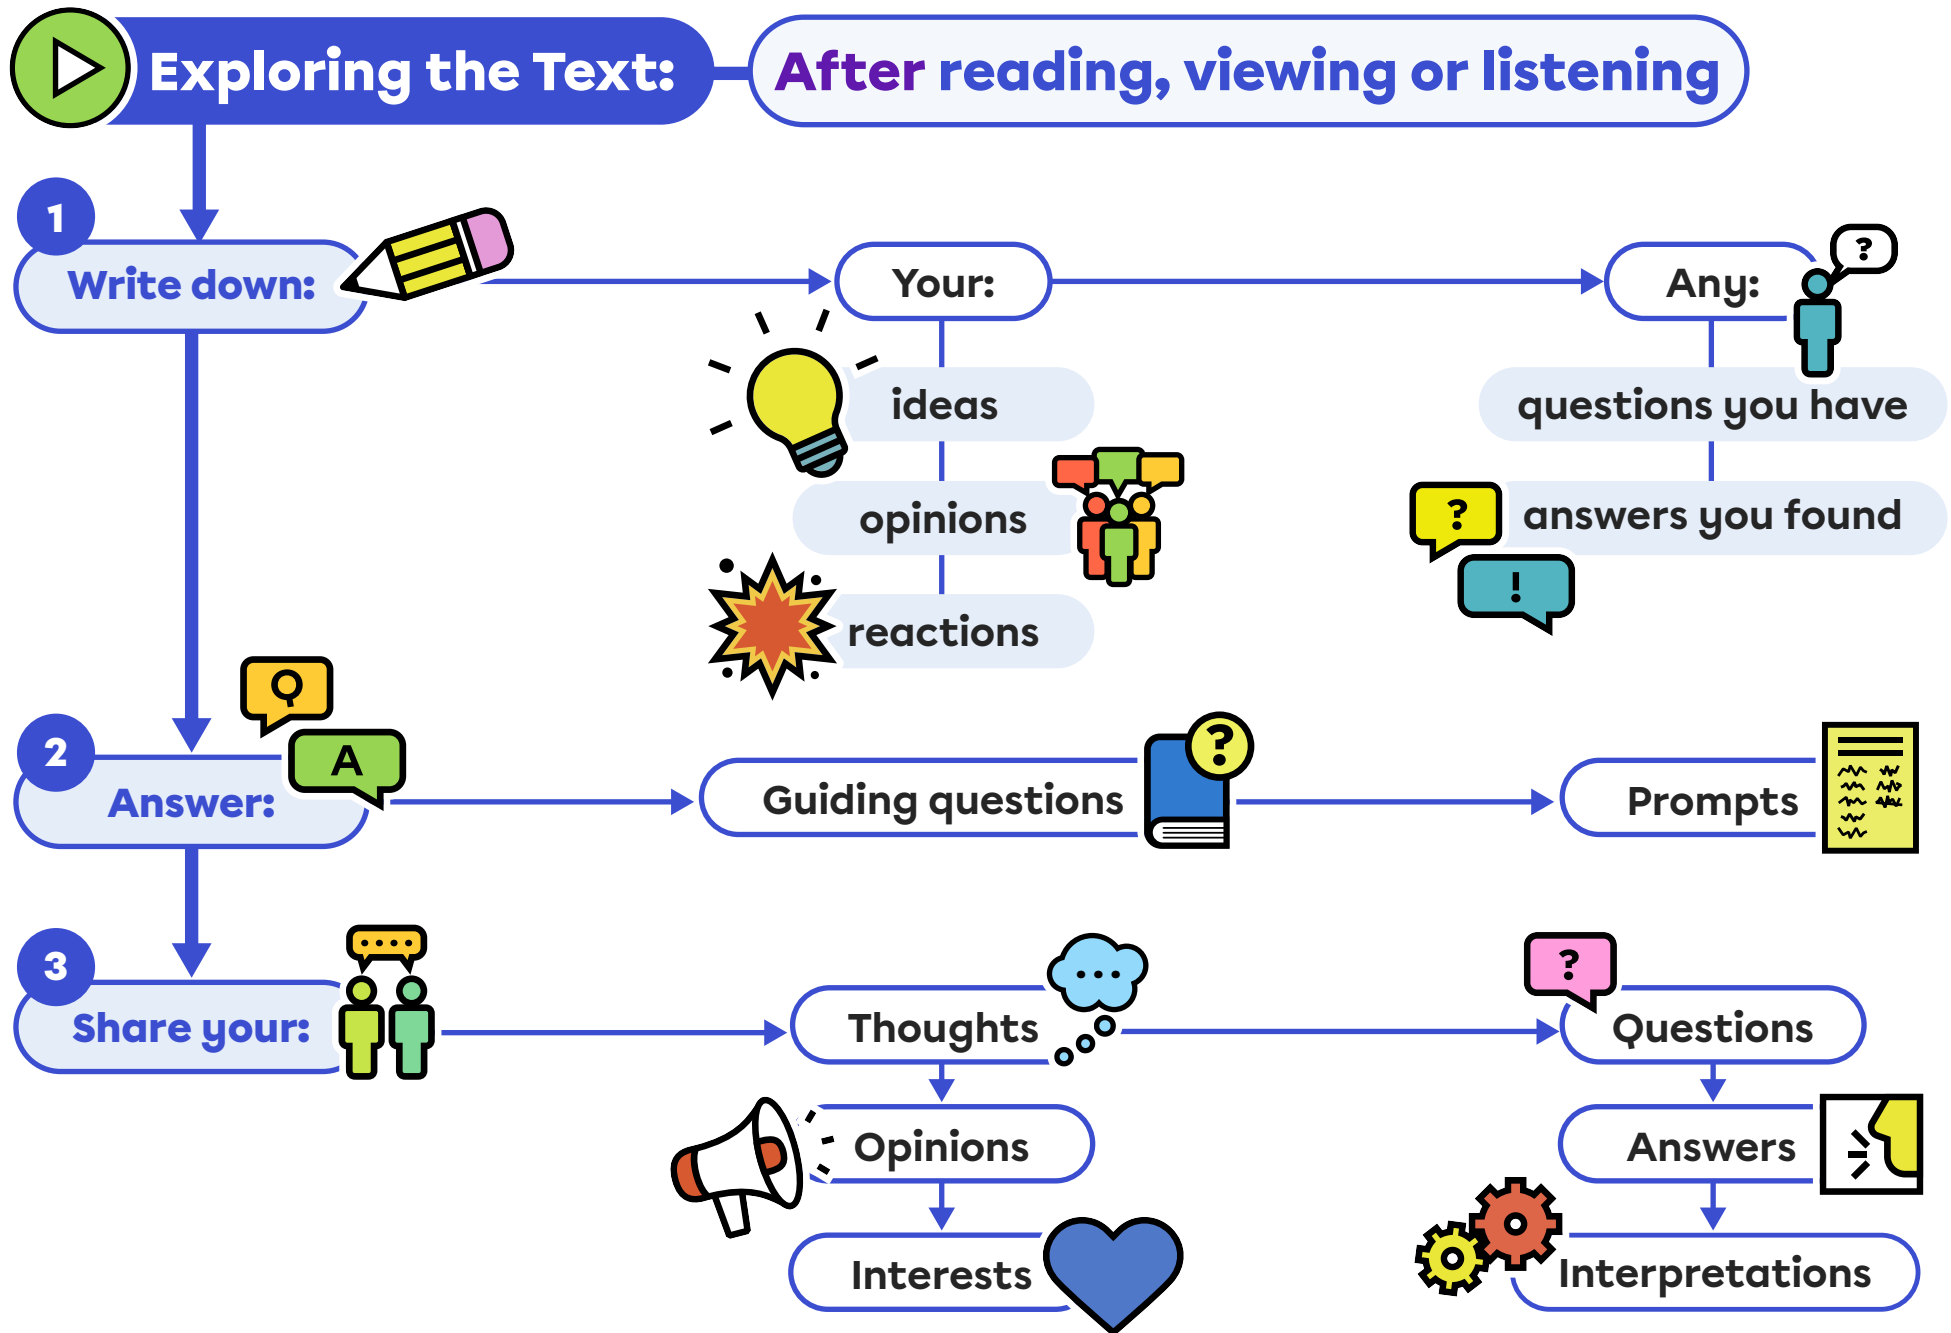 Exploring the Text:
After reading, viewing or listening
1
Write down:
Your:
ideas
opinions
reactions
Any:
?
questions you have
answers you found
?
!
2
Answer:
Q
A
Guiding questions
?
Prompts
3
Share your:
Thoughts
Opinions
Interests
?
Questions
Answers
Interpretations